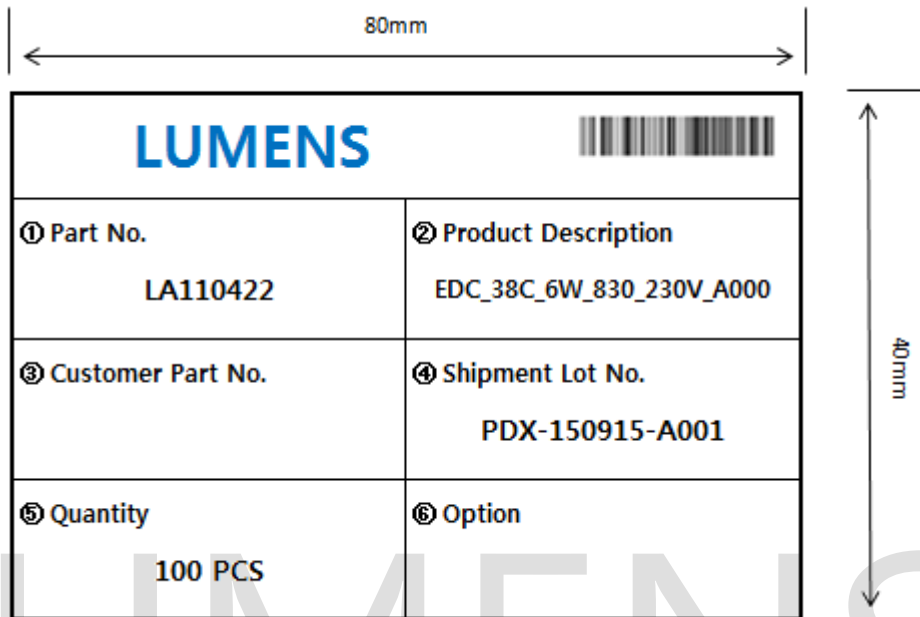 80mm
LUMENS
① Part No.
LA110422
② Product Description
EDC_38C_6W_830_230V_A000
③ Customer Part No.
④ Shipment Lot No.
PDX-150915-A001
⑤ Quantity
100 PCS
⑥ Option
40mm
LUMENS